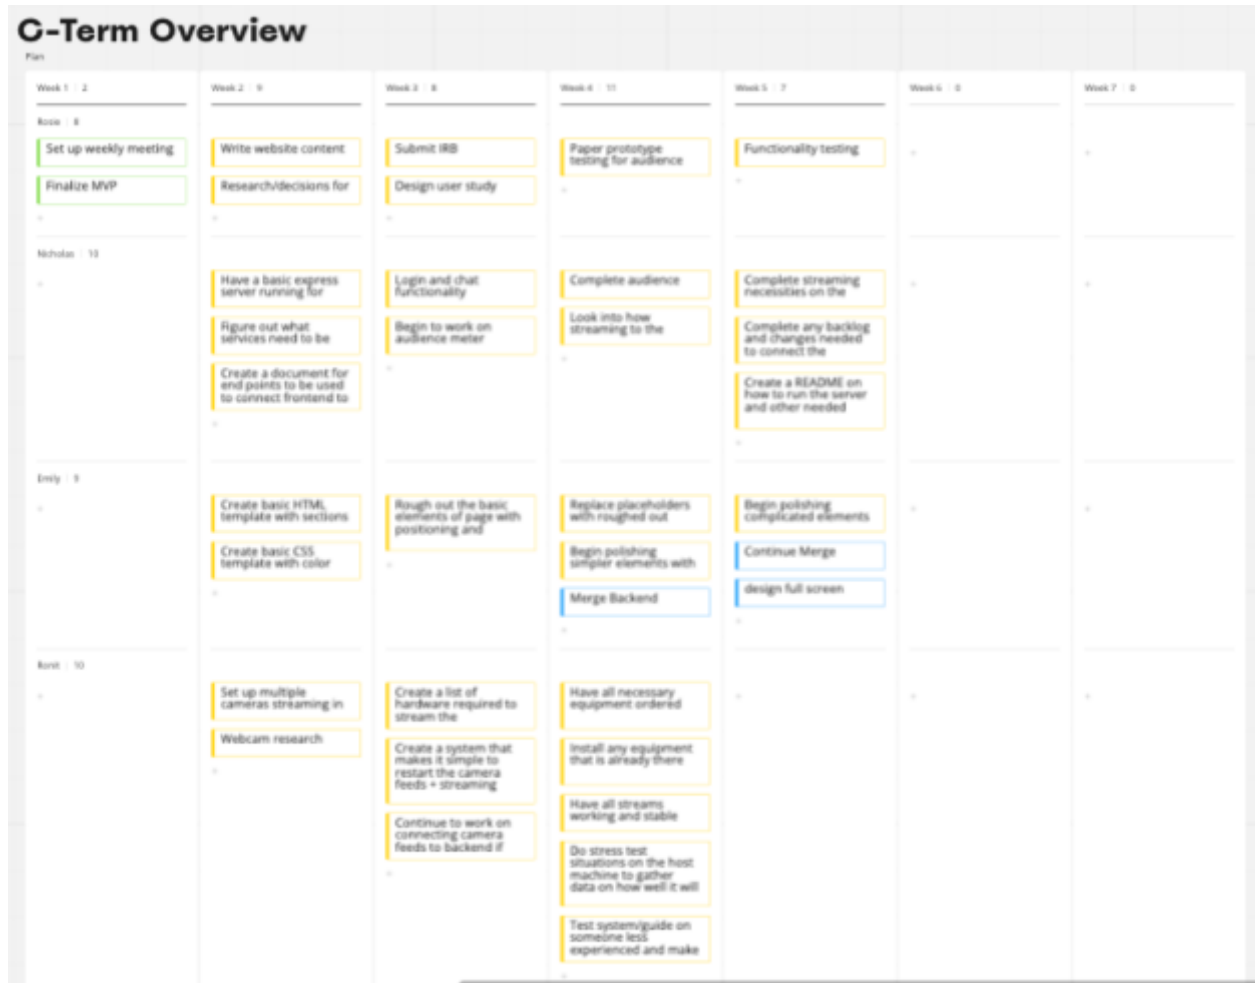 C-Term Overview
Plan
Week 1 | 2
Week 2 | 9
Week 3 | 8
Week 4 | 11
Week 5 | 7
Week 6 | 0
Week 7 | 0
Rosie | 8
Set up weekly meeting
Finalize MVP
Write website content
Research/decisions for
Submit IRB
Design user study
Paper prototype
testing for audience
Functionality testing
Nicholas | 10
Have a basic express
server running for
Figure out what
services need to be
Create a document for
end points to be used
to connect frontend to
Login and chat
functionality
Begin to work on
audience meter
Complete audience
Look into how
streaming to the
Complete streaming
necessities on the
Complete any backlog
and changes needed
to connect the
Create a README on
how to run the server
and other needed
Emily | 9
Create basic HTML
template with sections
Create basic CSS
template with color
Rough out the basic
elements of page with
positioning and
Replace placeholders
with roughed out
Begin polishing
simpler elements with
Merge Backend
Begin polishing
complicated elements
Continue Merge
design full screen
Ronit | 10
Set up multiple
cameras streaming in
Webcam research
Create a list of
hardware required to
stream the
Create a system that
makes it simple to
restart the camera
feeds + streaming
Continue to work on
connecting camera
feeds to backend if
Have all necessary
equipment ordered
Install any equipment
that is already there
Have all streams
working and stable
Do stress test
situations on the host
machine to gather
data on how well it will
Test system/guide on
someone less
experienced and make